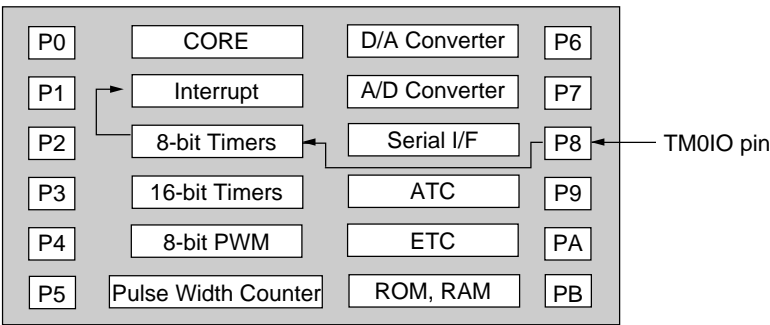 P0 CORE D/A Converter P6
P1 Interrupt A/D Converter P7
P2 8-bit Timers Serial I/F P8 TM0IO pin
P3 16-bit Timers ATC P9
P4 8-bit PWM ETC PA
P5 Pulse Width Counter ROM, RAM PB